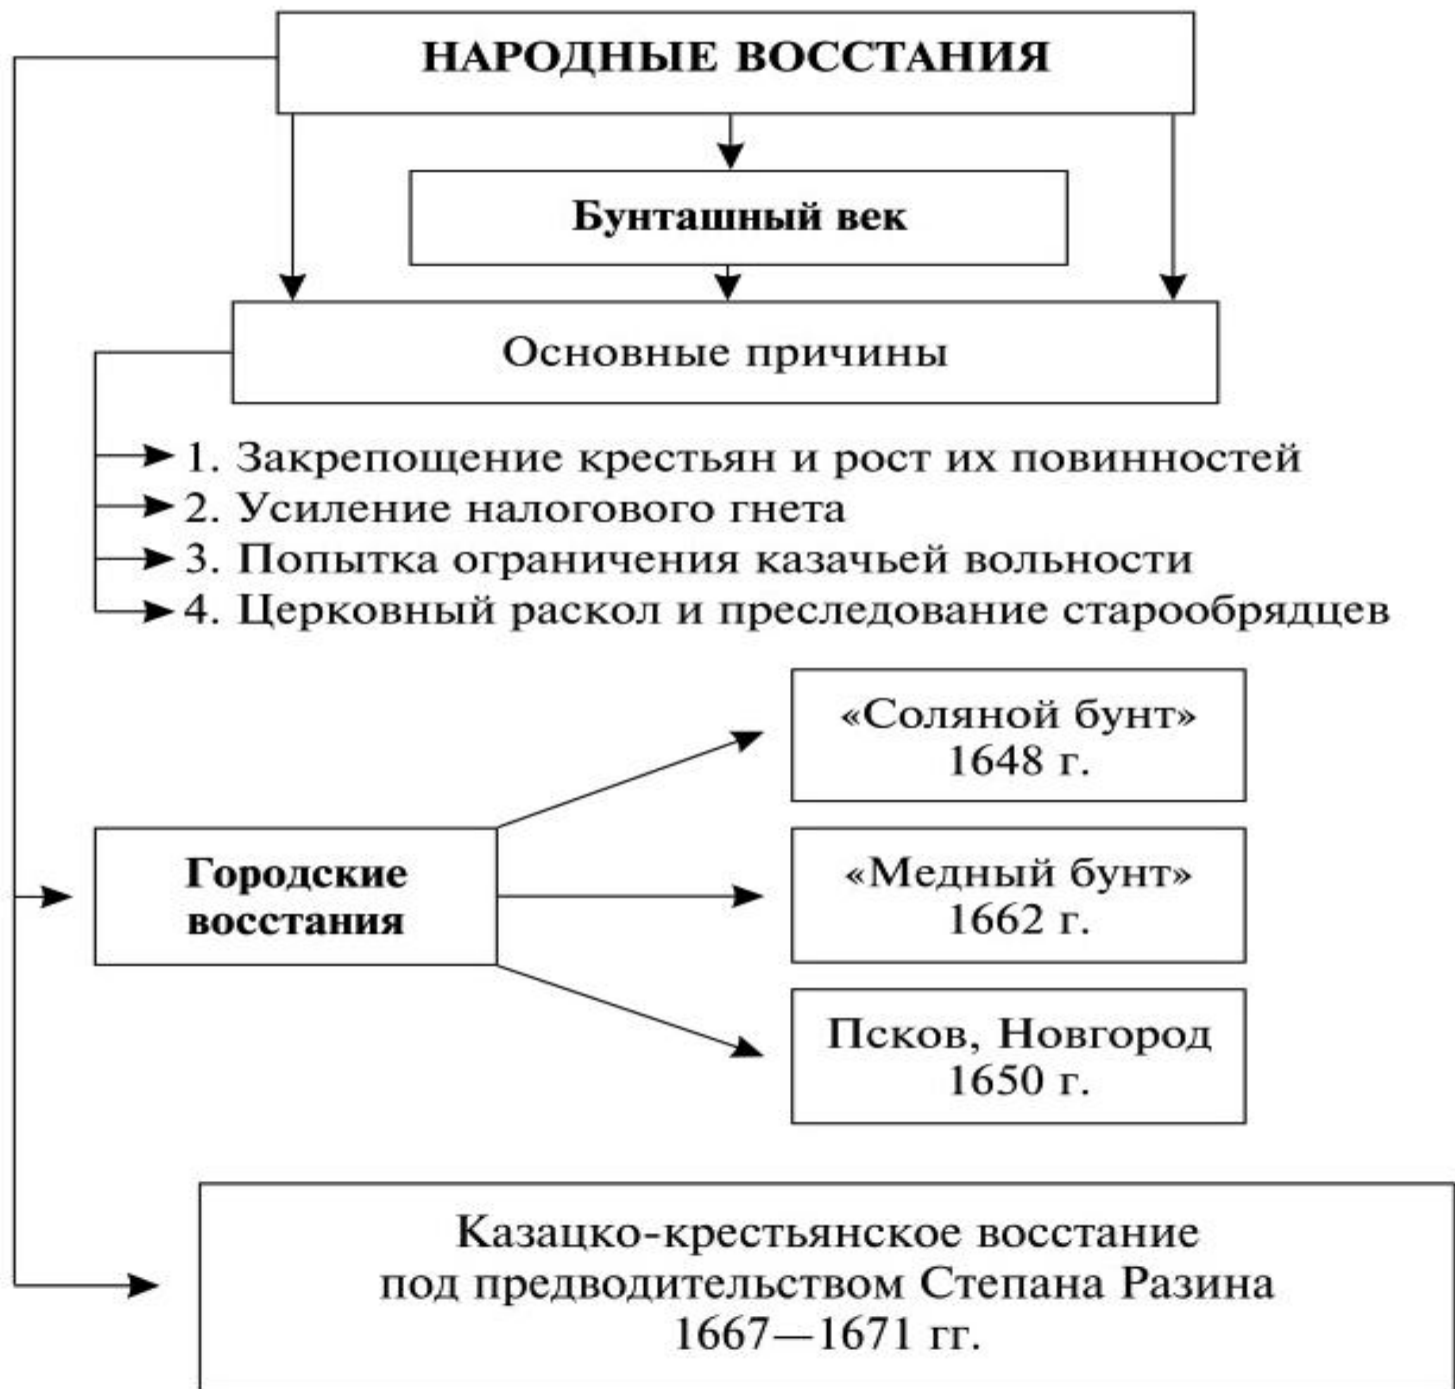 НАРОДНЫЕ ВОССТАНИЯ
Бунташный век
Основные причины
1. Закрепощение крестьян и рост их повинностей
2. Усиление налогового гнета
3. Попытка ограничения казачьей вольности
4. Церковный раскол и преследование старообрядцев
«Соляной бунт»
1648 г.
Городские
восстания
«Медный бунт»
1662 г.
Псков, Новгород
1650 г.
Казацко-крестьянское восстание
под предводительством Степана Разина
1667—1671 гг.